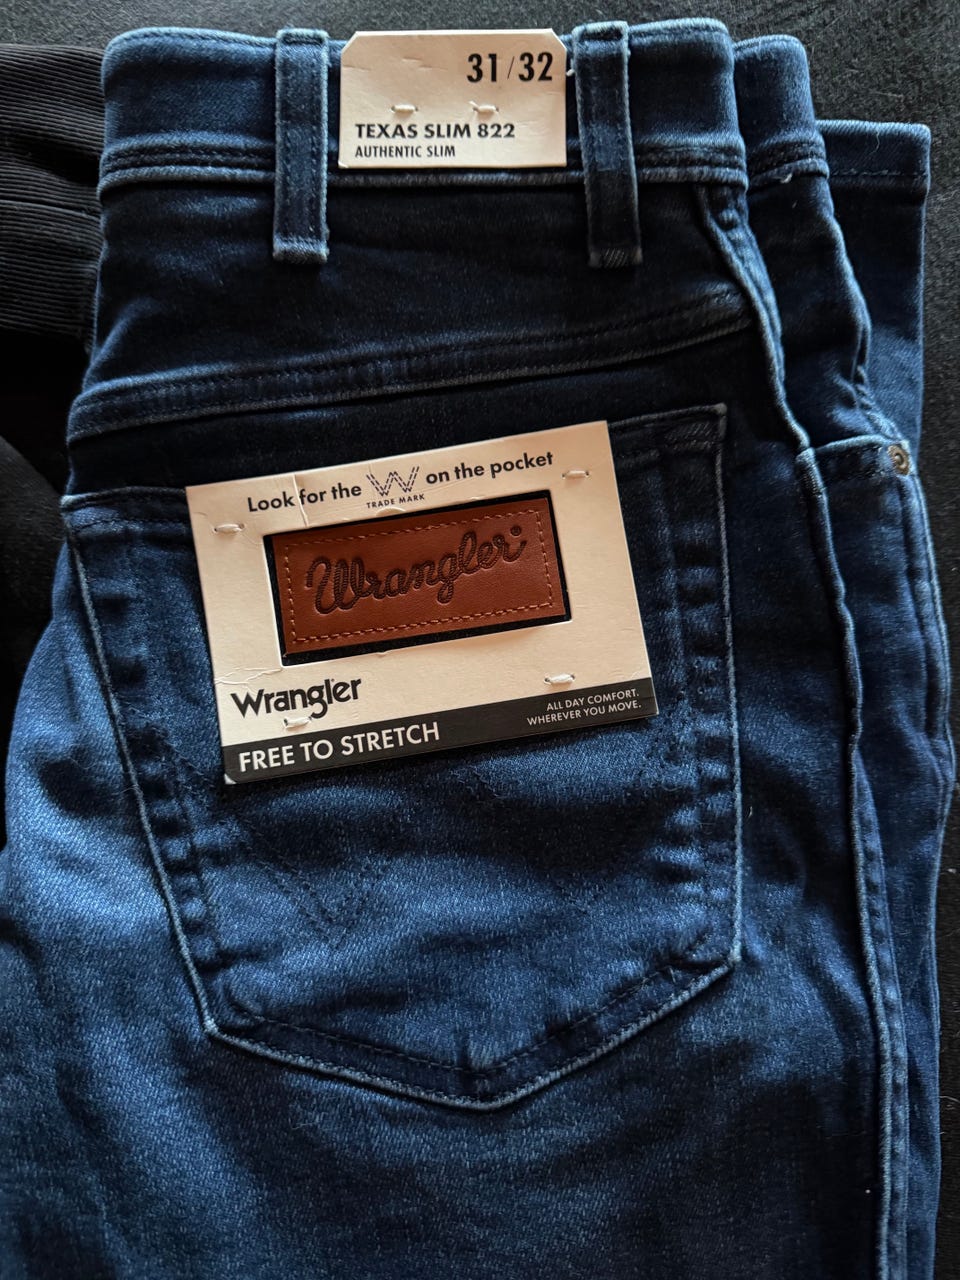 31/32
TEXAS SLIM 822
AUTHENTIC SLIM
Look for the W on the pocket
TRADE MARK
Wrangler
Wrangler
FREE TO STRETCH
ALL DAY COMFORT.
WHEREVER YOU MOVE.